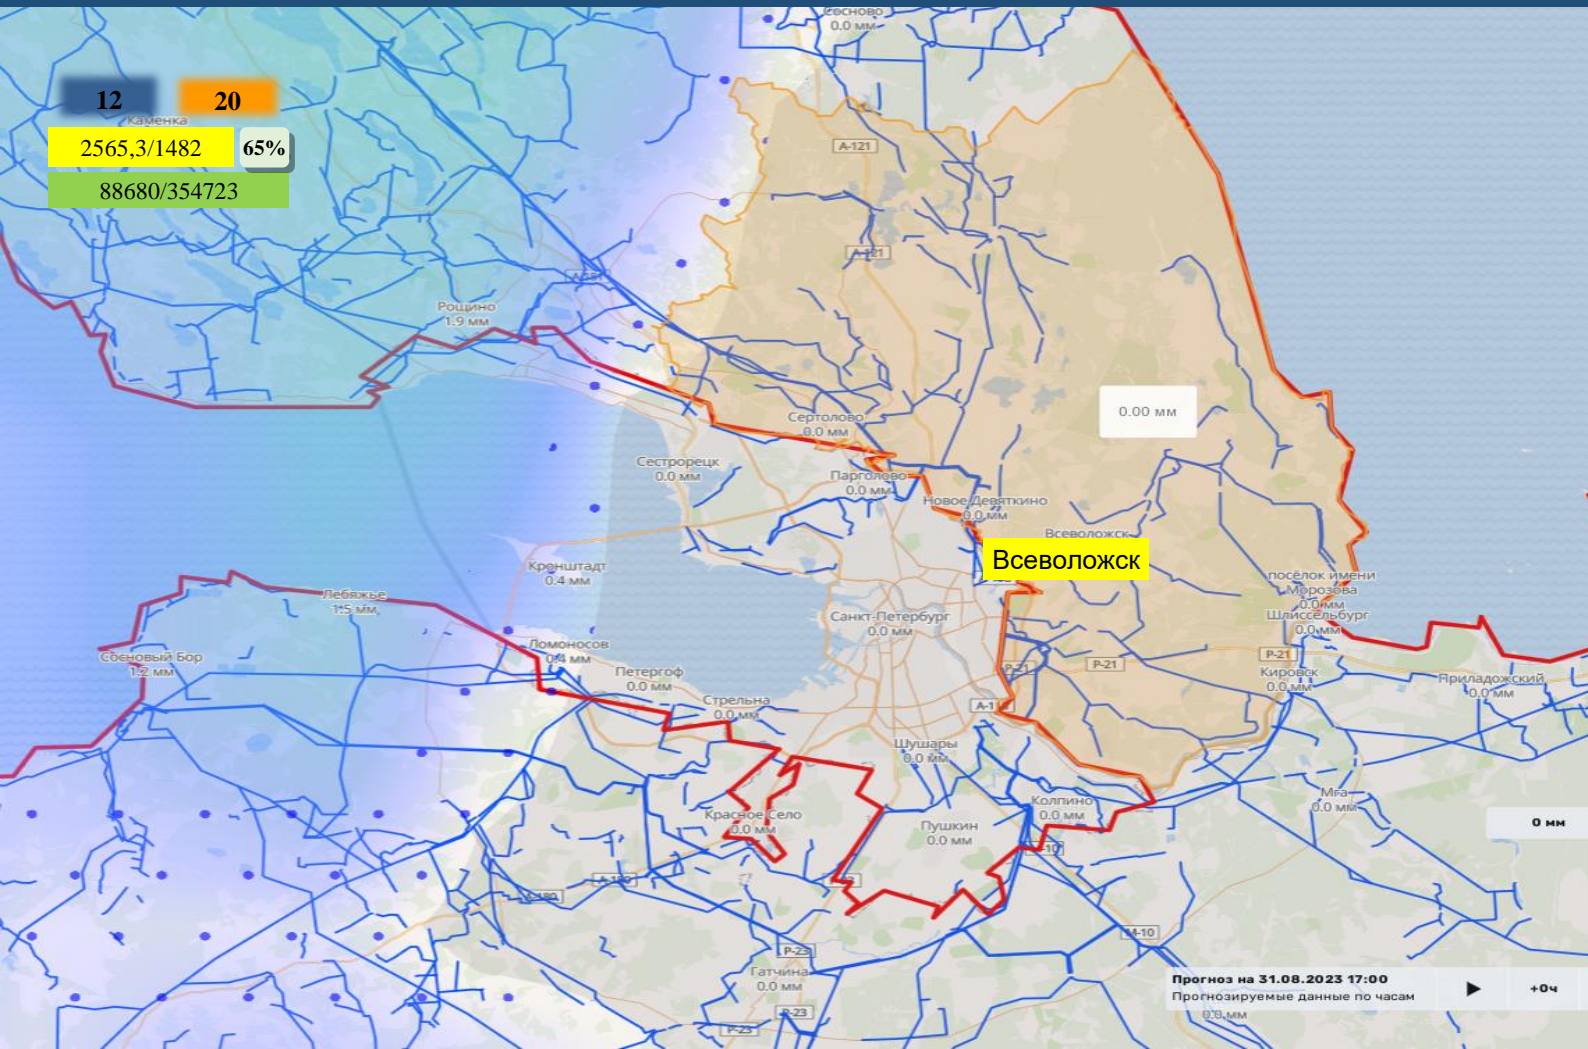 Сосново
0.0 мм
12
20
Каменка
2565,3/1482
65%
88680/354723
А-121
А-121
Рощино
1.9 мм
0.00 мм
Сертолово
0.0 мм
Сестрорецк
0.0 мм
Парголово
0.0 мм
Новое Девяткино
0.0 мм
Всеволожск
Всеволожск
Кронштадт
0.4 мм
посёлок имени
Морозова
0.0 мм
Шлиссельбург
0.0 мм
Лебяжье
1.5 мм
Санкт-Петербург
0.0 мм
Ломоносов
0.4 мм
Сосновый Бор
1.2 мм
Петергоф
0.0 мм
Р-21
Р-21
Р-21
Кировск
0.0 мм
Приладожский
0.0 мм
Стрельна
0.0 мм
Шушары
0.0 мм
Мга
0.0 мм
Колпино
0.0 мм
Красное Село
0.0 мм
Пушкин
0.0 мм
0 мм
А-180
А-180
М-10
Р-23
Гатчина
0.0 мм
Р-23
Р-23
Прогноз на 31.08.2023 17:00
Прогнозируемые данные по часам
+0ч
0.0 мм